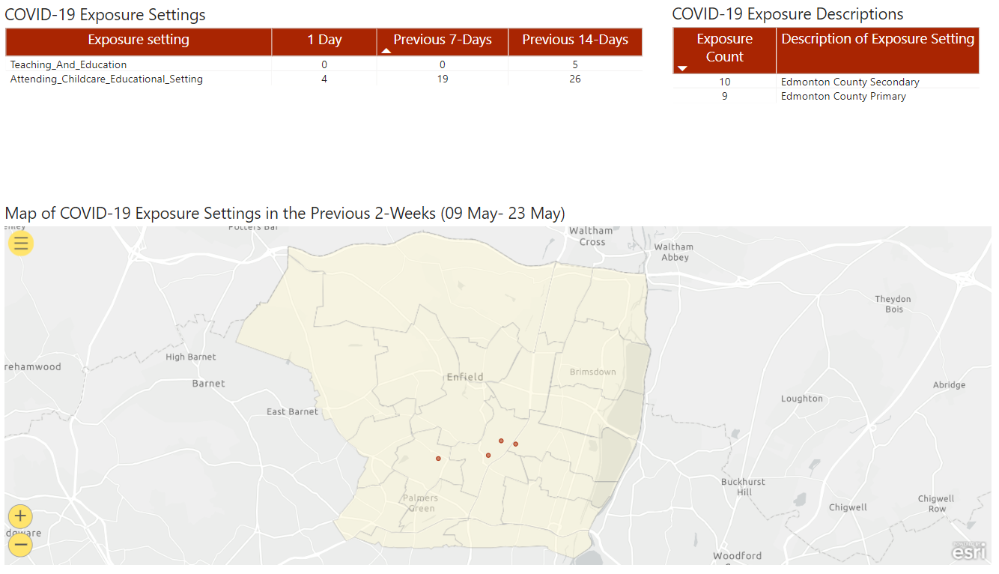 COVID-19 Exposure Settings
Exposure setting 1 Day Previous 7-Days Previous 14-Days
Teaching_And_Education 0 0 5
Attending_Childcare_Educational_Setting 4 19 26
COVID-19 Exposure Descriptions
Exposure Count Description of Exposure Setting
10 Edmonton County Secondary
9 Edmonton County Primary
Map of COVID-19 Exposure Settings in the Previous 2-Weeks (09 May- 23 May)
Potters Bar
Waltham
Cross
Waltham
Abbey
Theydon
Bois
High Barnet
rehamwood
Barnet
Enfield
Brimsdown
Abridge
Loughton
East Barnet
Buckhurst
Hill
Palmers
Green
Chigwell
Chigwell
Row
dgware
Woodford
POWERED BY
esri